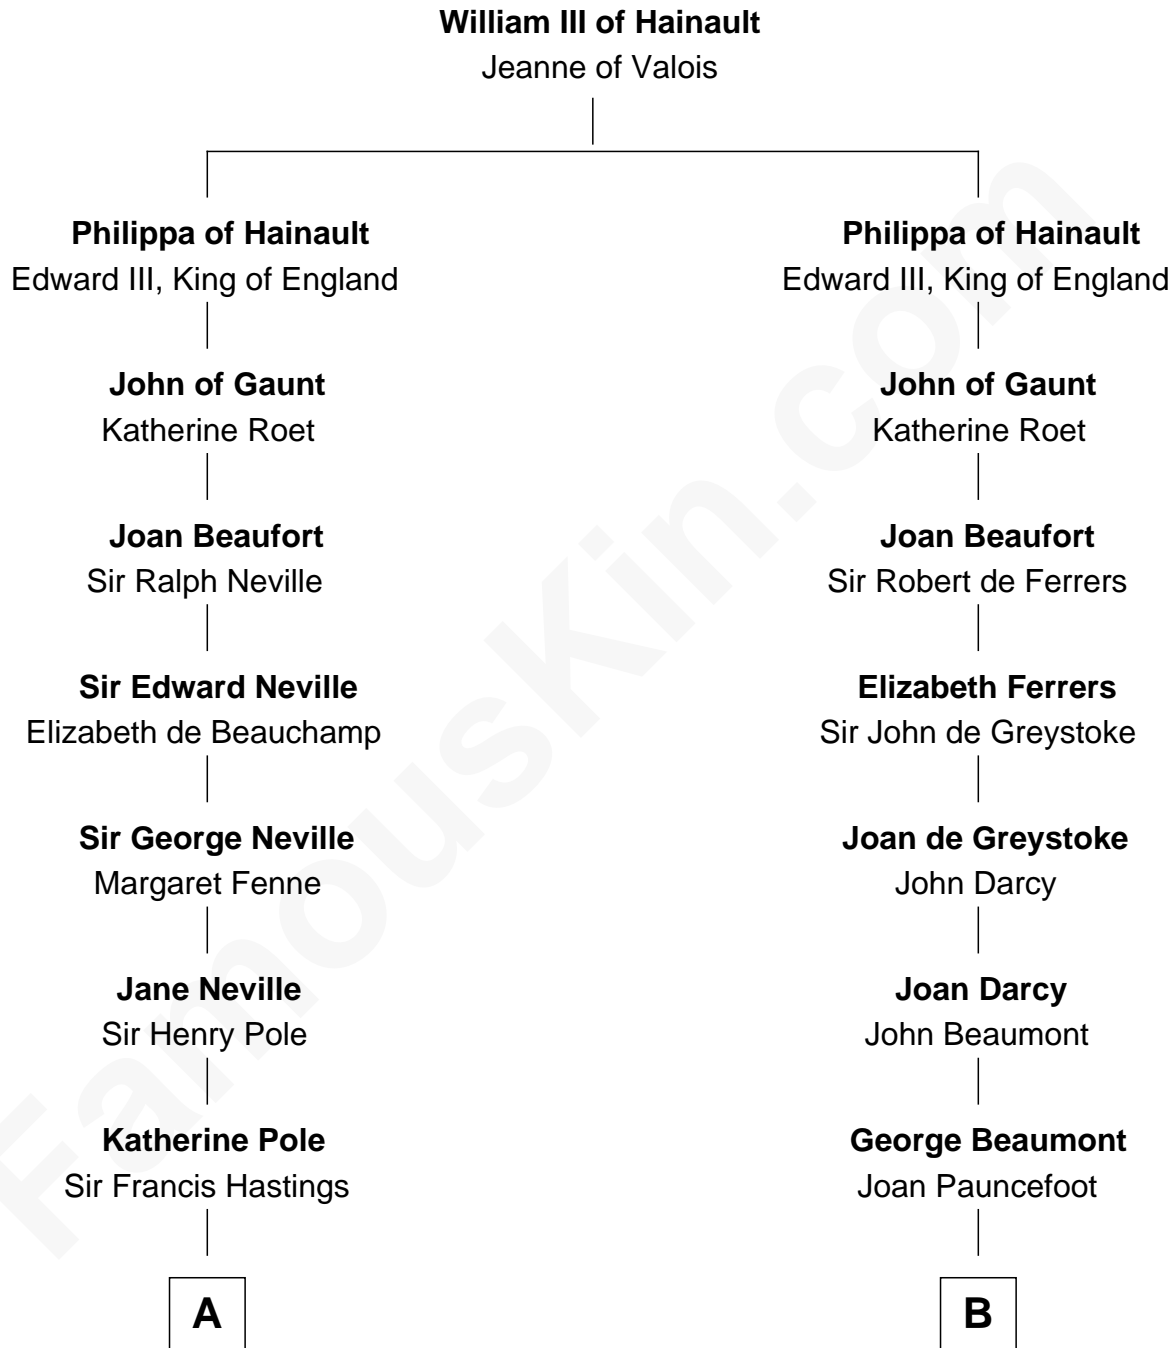 William III of Hainault
Jeanne of Valois
Philippa of Hainault
Edward III, King of England
Philippa of Hainault
Edward III, King of England
John of Gaunt
Katherine Roet
John of Gaunt
Katherine Roet
Joan Beaufort
Sir Ralph Neville
Joan Beaufort
Sir Robert de Ferrers
Sir Edward Neville
Elizabeth de Beauchamp
Elizabeth Ferrers
Sir John de Greystoke
Sir George Neville
Margaret Fenne
Joan de Greystoke
John Darcy
Jane Neville
Sir Henry Pole
Joan Darcy
John Beaumont
Katherine Pole
Sir Francis Hastings
George Beaumont
Joan Pauncefoot
A
B
FamousKin.com